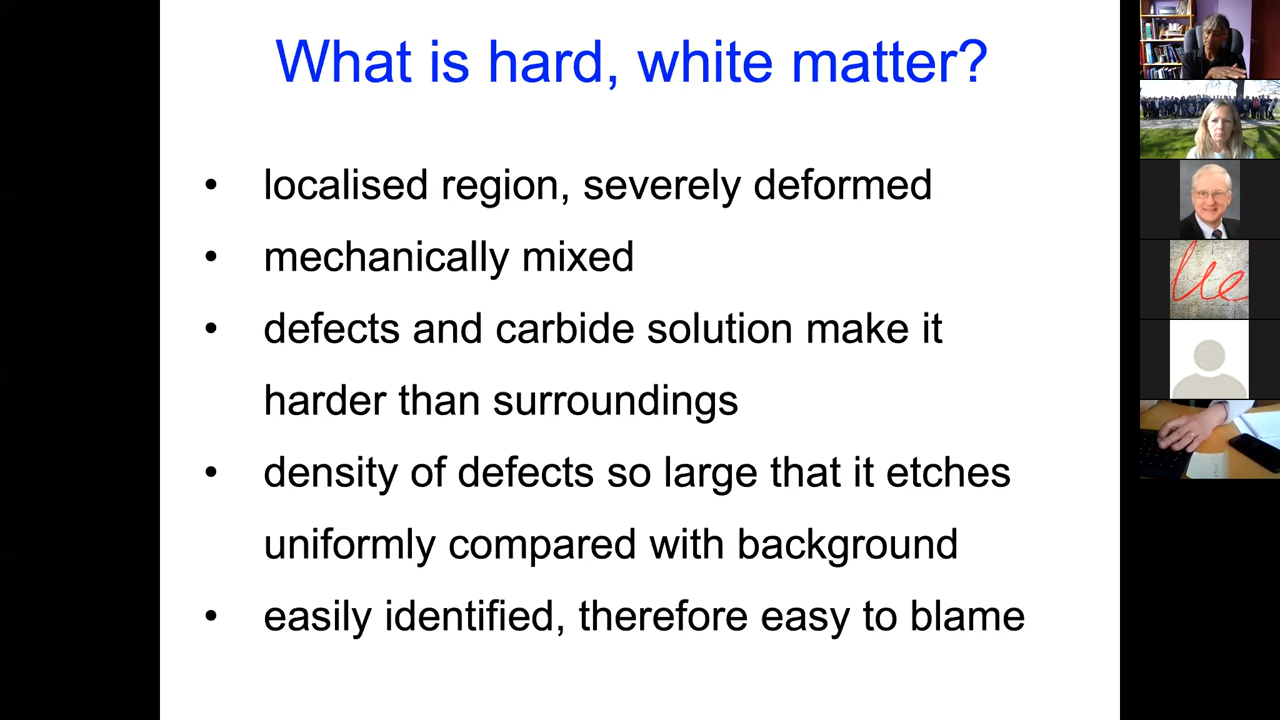 What is hard, white matter?
• localised region, severely deformed
• mechanically mixed
• defects and carbide solution make it
harder than surroundings
• density of defects so large that it etches
uniformly compared with background
• easily identified, therefore easy to blame